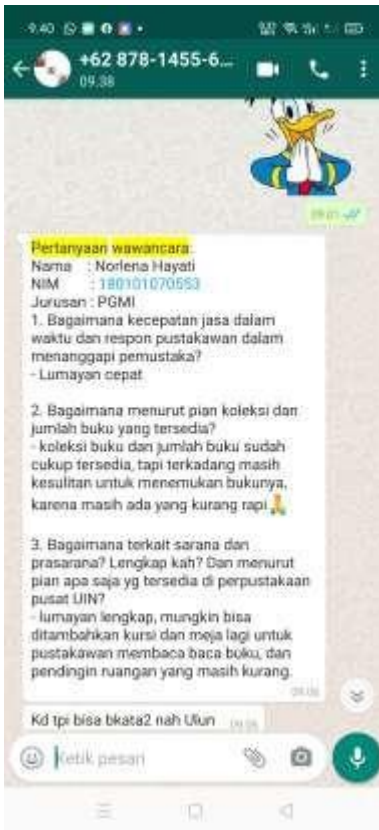 9.40
+62 878-1455-6...
09.38
09.01
Pertanyaan wawancara:
Nama : Norlena Hayati
NIM : 180101070553
Jurusan : PGMI
1. Bagaimana kecepatan jasa dalam
waktu dan respon pustakawan dalam
menanggapi pemustaka?
- Lumayan cepat
2. Bagaimana menurut pian koleksi dan
jumlah buku yang tersedia?
- koleksi buku dan jumlah buku sudah
cukup tersedia, tapi terkadang masih
kesulitan untuk menemukan bukunya,
karena masih ada yang kurang rapi🙏
3. Bagaimana terkait sarana dan
prasarana? Lengkap kah? Dan menurut
pian apa saja yg tersedia di perpustakaan
pusat UIN?
- lumayan lengkap, mungkin bisa
ditambahkan kursi dan meja lagi untuk
pustakawan membaca baca buku, dan
pendingin ruangan yang masih kurang.
09.06
Kd tpi bisa bkata2 nah Ulun 09.06
Ketik pesan